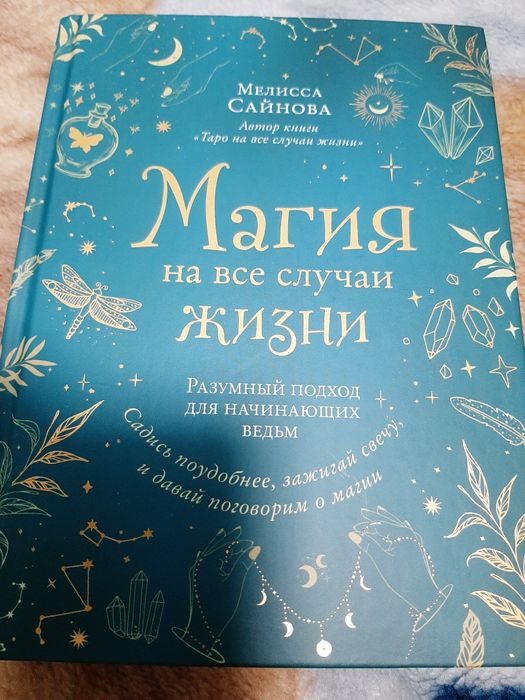 Мелисса
Сайнова
Автор книги
«Таро на все случаи жизни»
Магия
на все случаи
жизни
Разумный подход
для начинающих
ведьм
Садись поудобнее, зажигай свечу,
и давай поговорим о магии